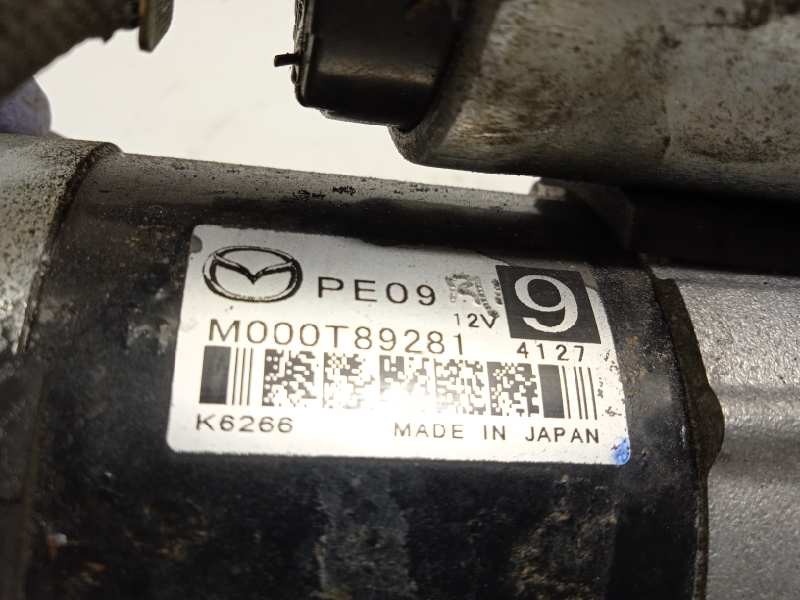 PE09
12V 9
M000T89281 4127
K6266 MADE IN JAPAN